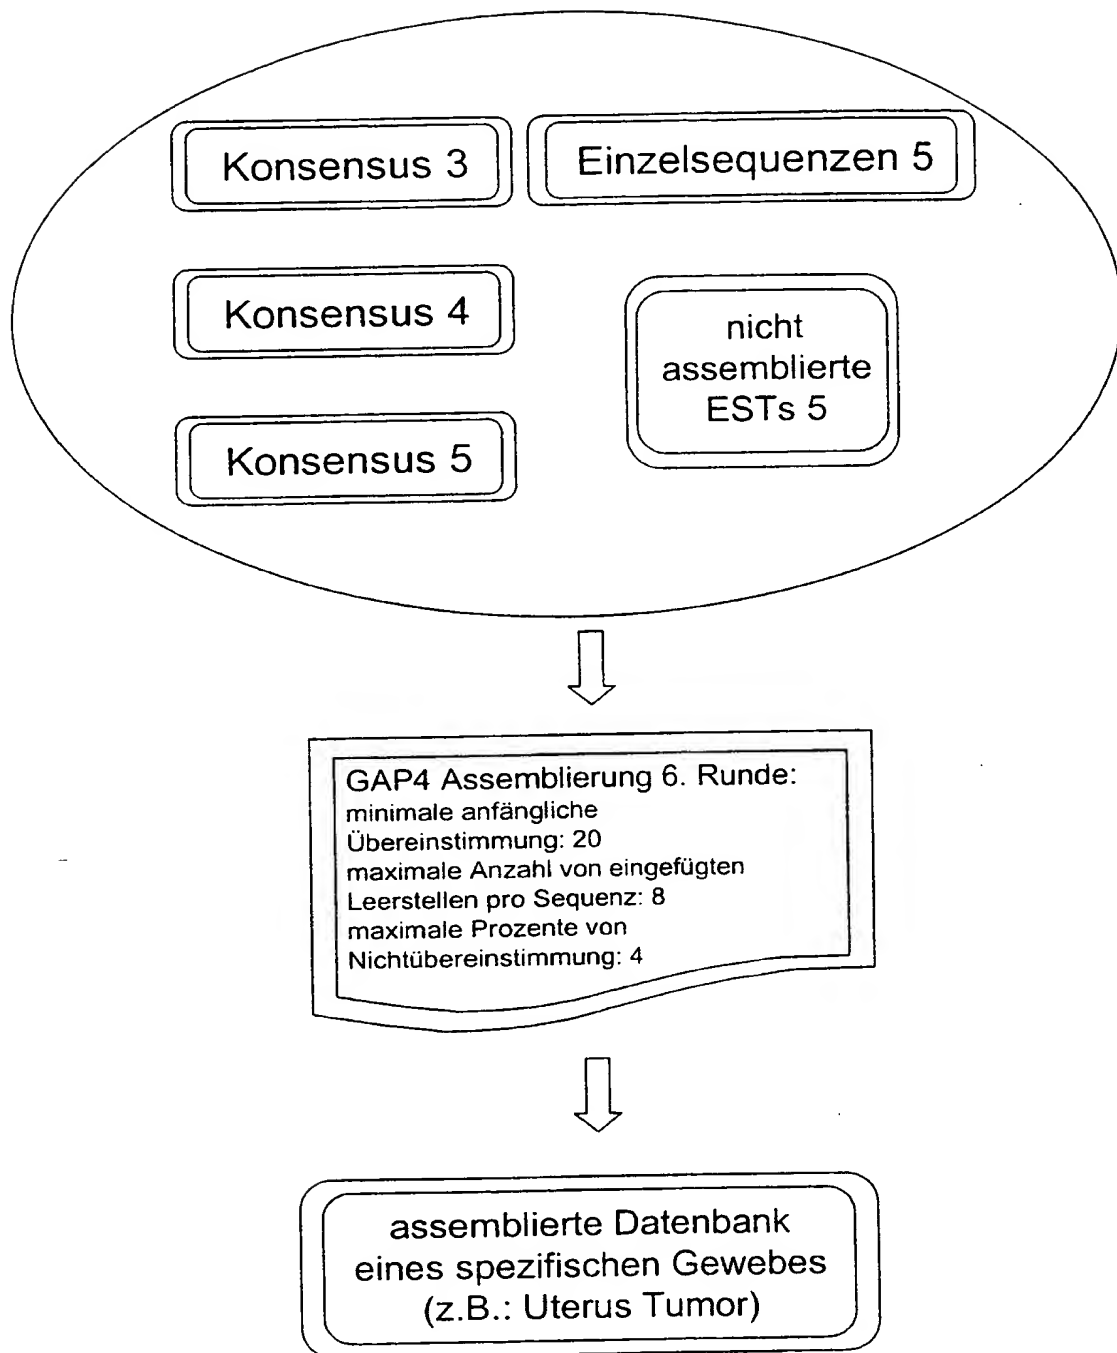 Konsensus 3
Einzelsequenzen 5
Konsensus 4
nicht
assemblierte
ESTs 5
Konsensus 5
GAP4 Assemblierung 6. Runde:
minimale anfängliche
Übereinstimmung: 20
maximale Anzahl von eingefügten
Leerstellen pro Sequenz: 8
maximale Prozente von
Nichtübereinstimmung: 4
assemblierte Datenbank
eines spezifischen Gewebes
(z.B.: Uterus Tumor)